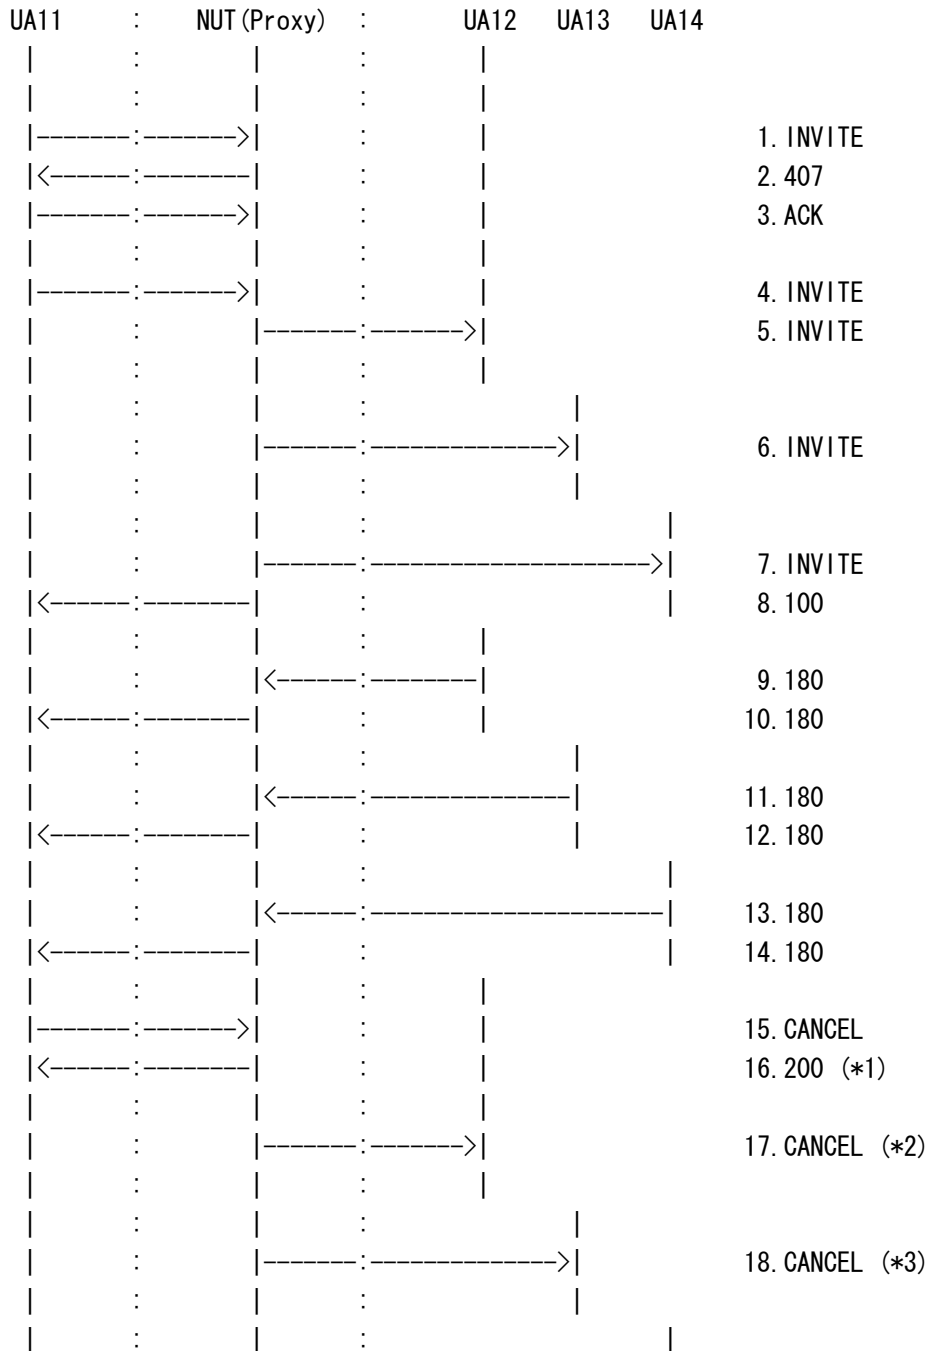 UA11 : NUT(Proxy) : UA12 UA13 UA14
| : | : |
| : | : |
|-------:------->| : | 1.INVITE
|<------:--------| : | 2.407
|-------:------->| : | 3.ACK
| : | : |
|-------:------->| : | 4.INVITE
| : |-------:------->| 5.INVITE
| : | : |
| : | : |
| : |-------:-------------->| 6.INVITE
| : | : |
| : | : |
| : |-------:--------------------->| 7.INVITE
|<------:--------| : | 8.100
| : | : |
| : |<------:--------| 9.180
|<------:--------| : | 10.180
| : | : |
| : |<------:---------------| 11.180
|<------:--------| : | 12.180
| : | : |
| : |<------:----------------------| 13.180
|<------:--------| : | 14.180
| : | : |
|-------:------->| : | 15.CANCEL
|<------:--------| : | 16.200 (*1)
| : | : |
| : |-------:------->| 17.CANCEL (*2)
| : | : |
| : | : |
| : |-------:-------------->| 18.CANCEL (*3)
| : | : |
| : | : |